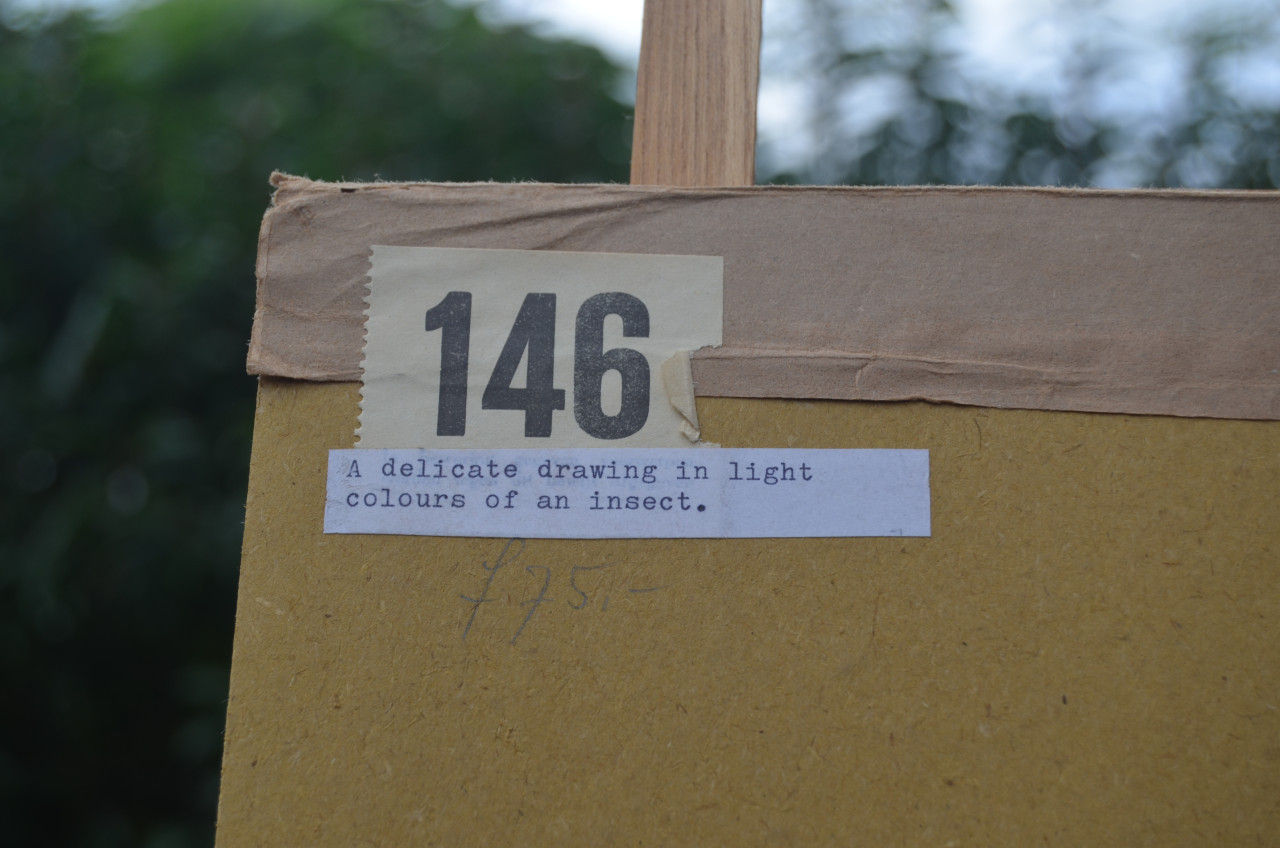 146
A delicate drawing in light
colours of an insect.
f.75,-